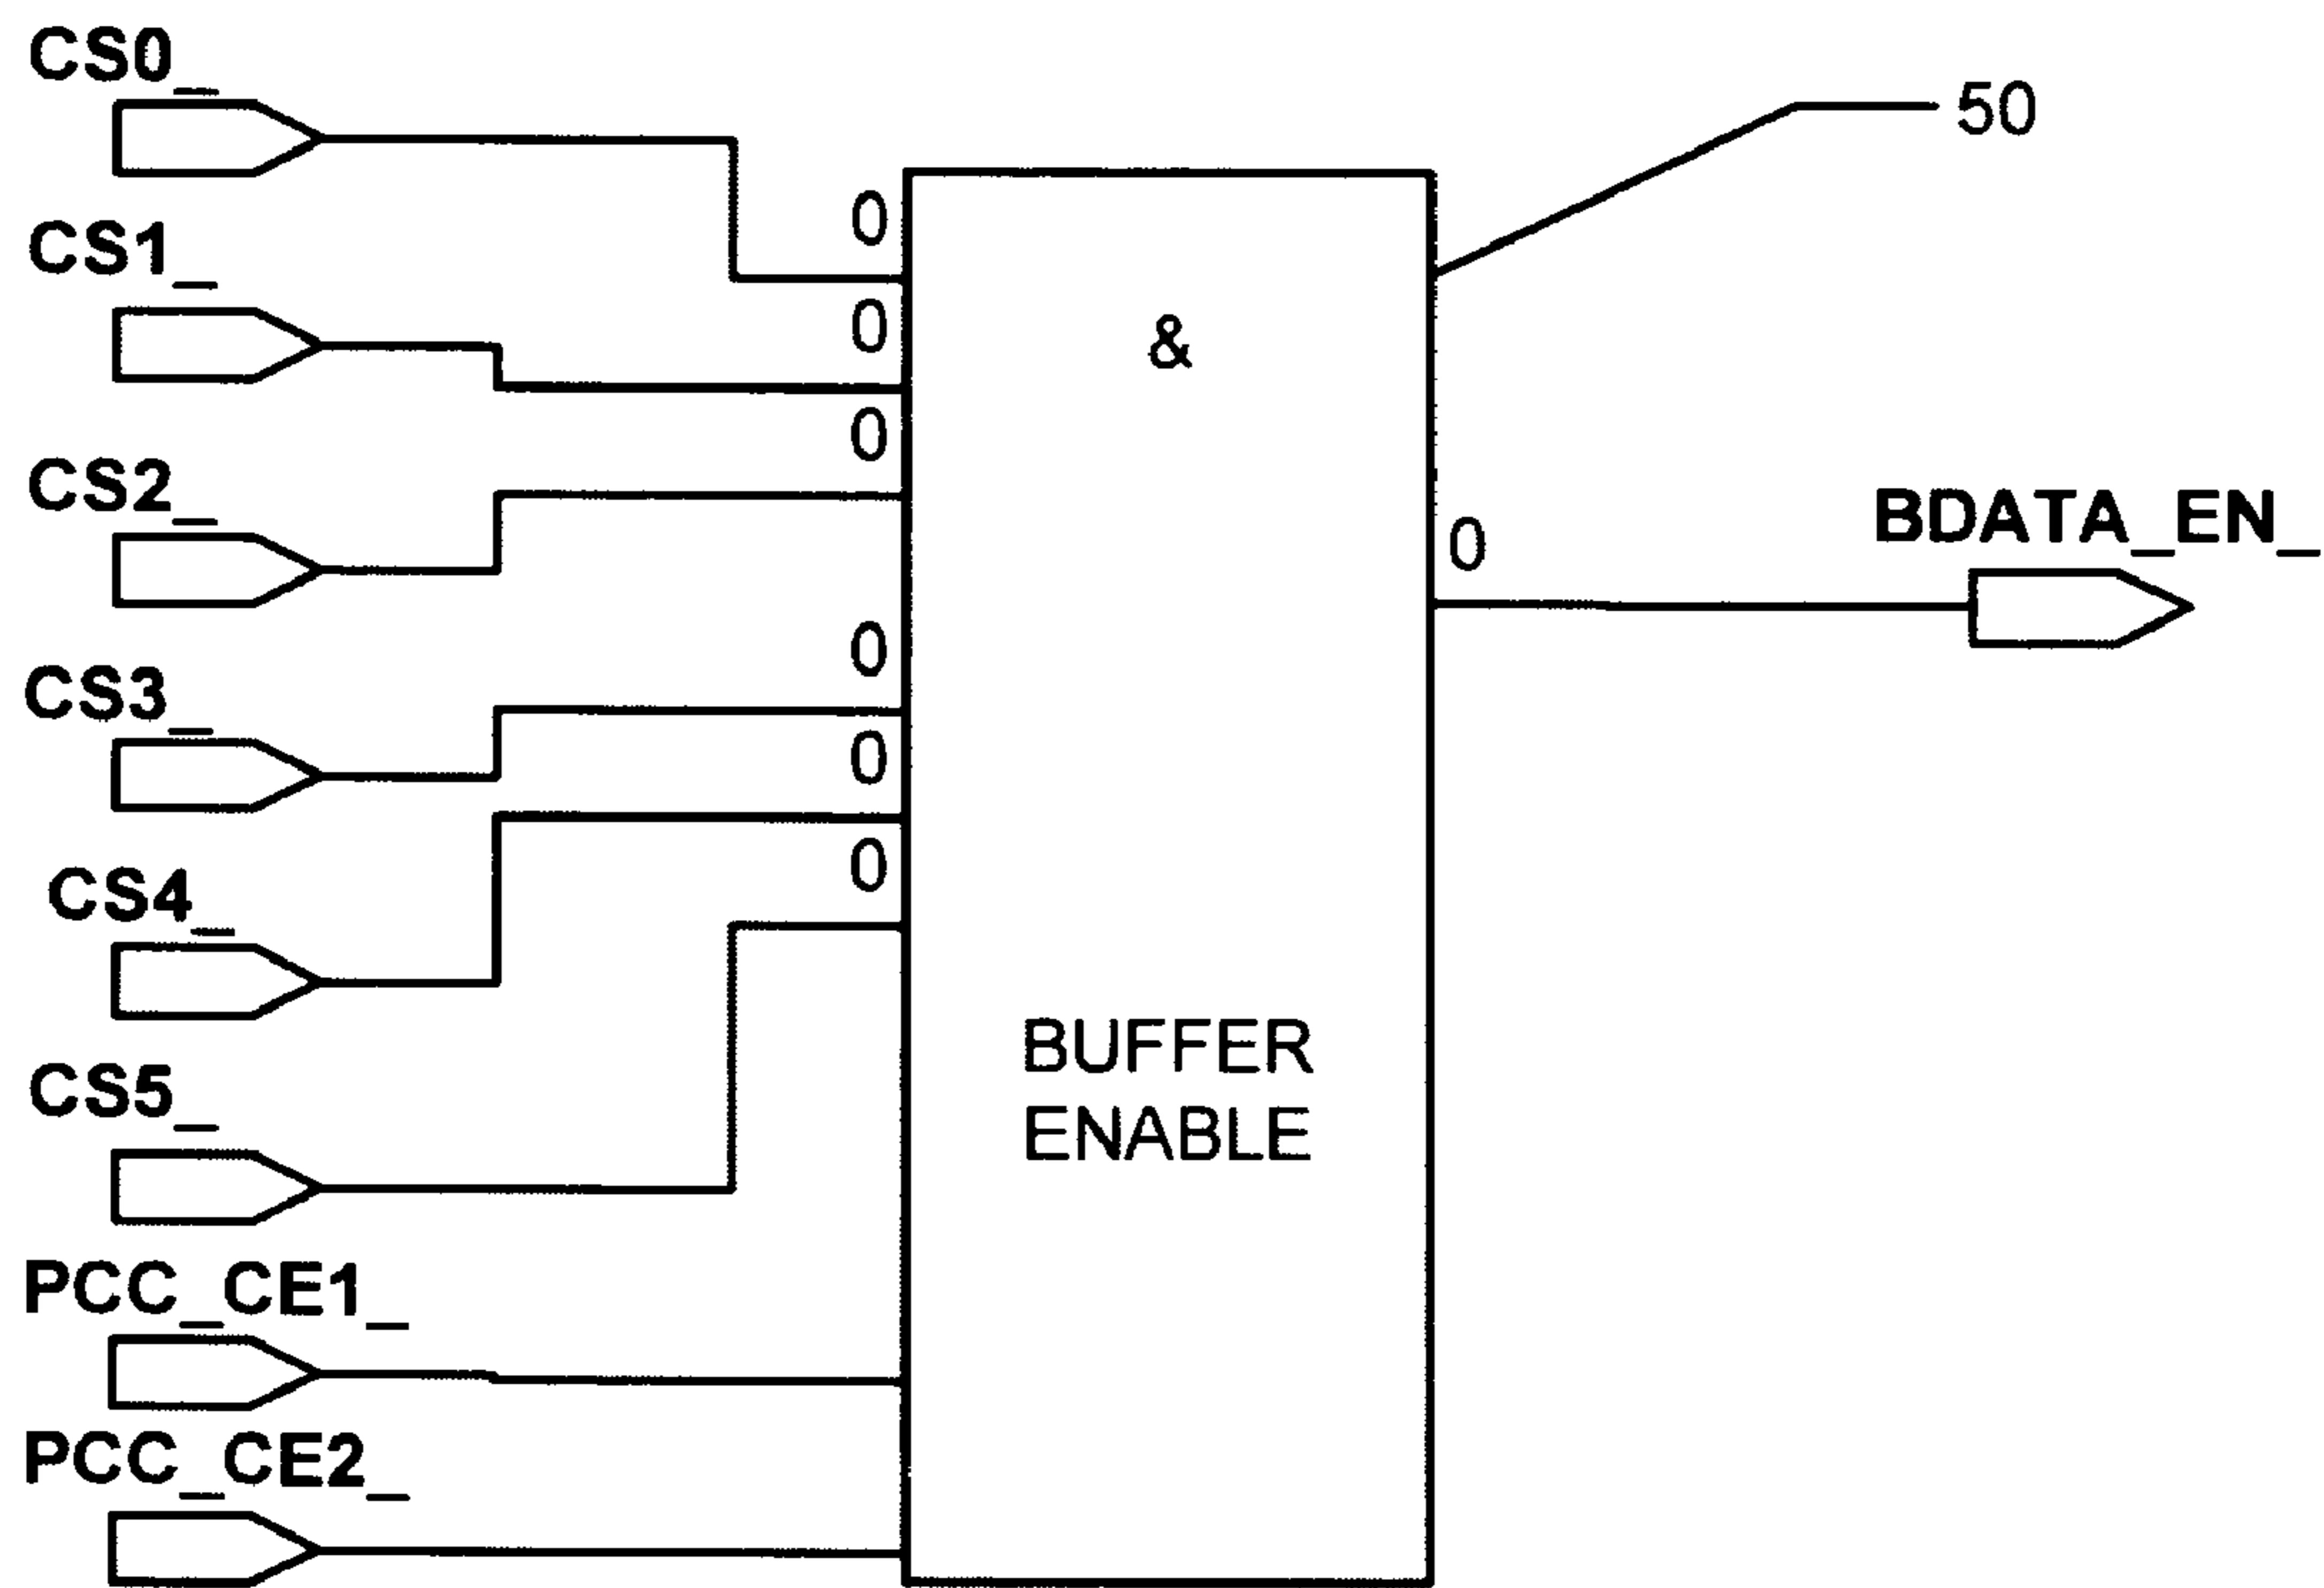 CS0_
50
0
CS1_
0
&
0
CS2_
BDATA_EN_
0
0
CS3_
0
0
CS4_
BUFFER
ENABLE
CS5_
PCC_CE1_
PCC_CE2_